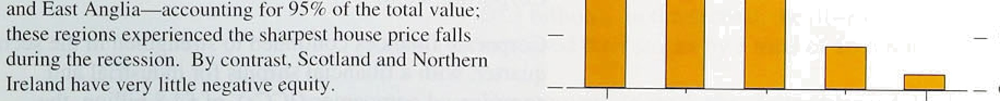 and East Anglia—accounting for 95% of the total value;
these regions experienced the sharpest house price falls
during the recession.  By contrast, Scotland and Northern
Ireland have very little negative equity.